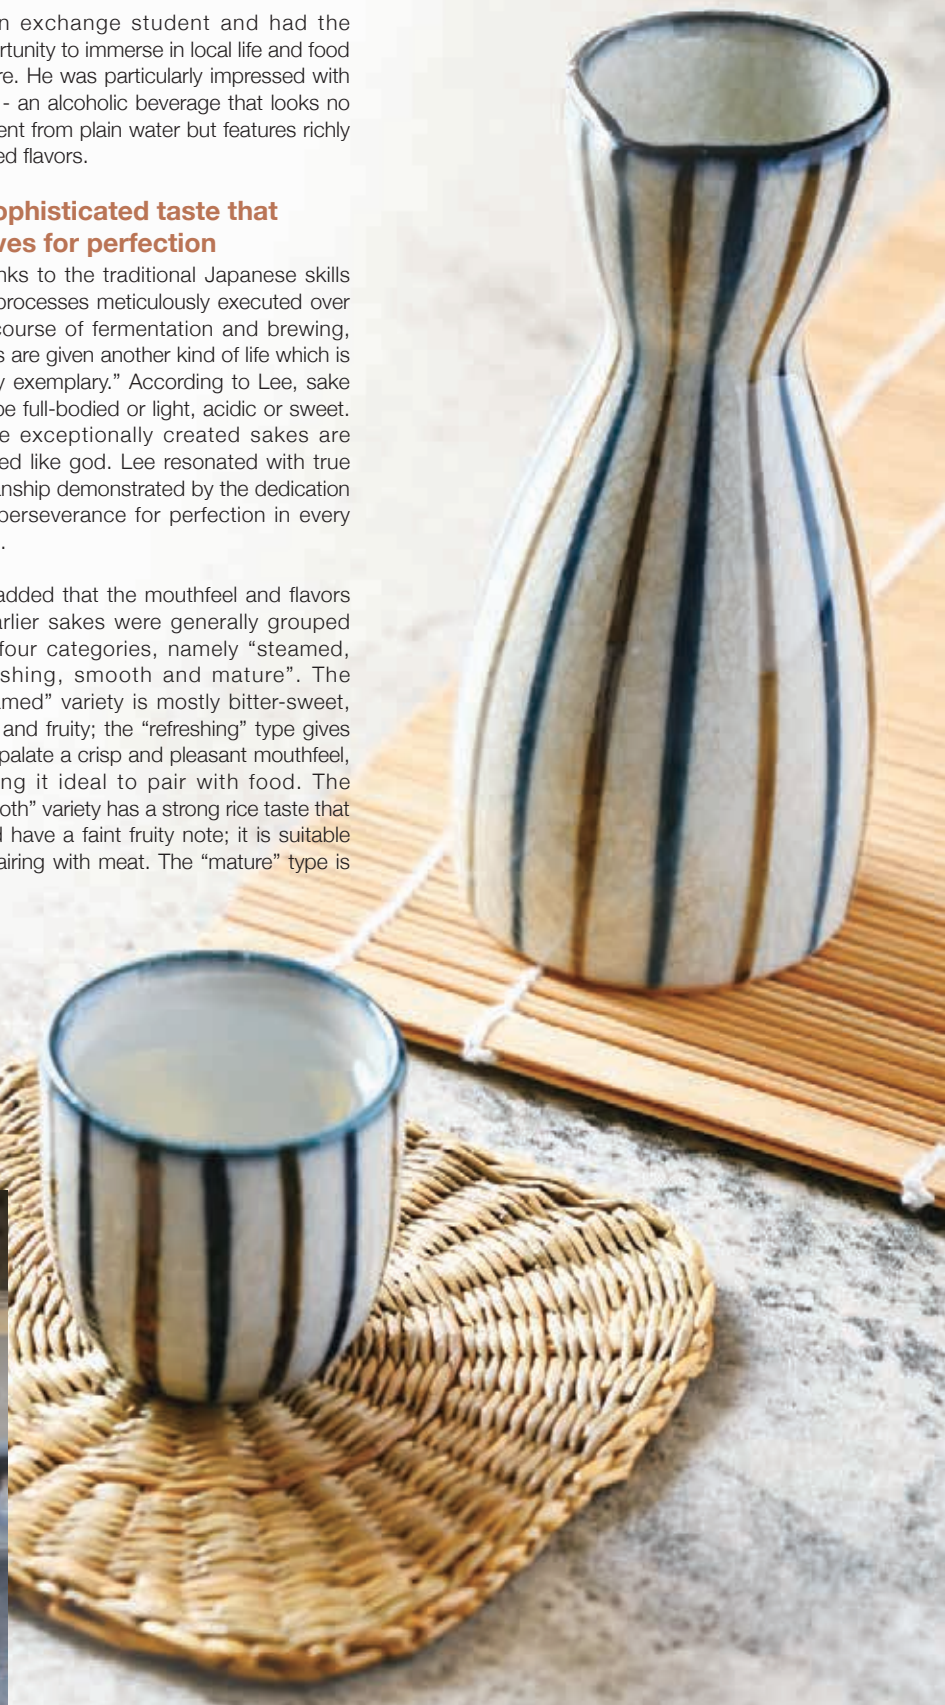 n exchange student and had the
rtunity to immerse in local life and food
re. He was particularly impressed with
- an alcoholic beverage that looks no
ent from plain water but features richly
ed flavors.
ophisticated taste that
ves for perfection
nks to the traditional Japanese skills
processes meticulously executed over
course of fermentation and brewing,
s are given another kind of life which is
y exemplary.” According to Lee, sake
be full-bodied or light, acidic or sweet.
e exceptionally created sakes are
ed like god. Lee resonated with true
anship demonstrated by the dedication
perseverance for perfection in every
.
added that the mouthfeel and flavors
arlier sakes were generally grouped
four categories, namely “steamed,
shing, smooth and mature”. The
amed” variety is mostly bitter-sweet,
and fruity; the “refreshing” type gives
palate a crisp and pleasant mouthfeel,
ng it ideal to pair with food. The
oth” variety has a strong rice taste that
d have a faint fruity note; it is suitable
airing with meat. The “mature” type is